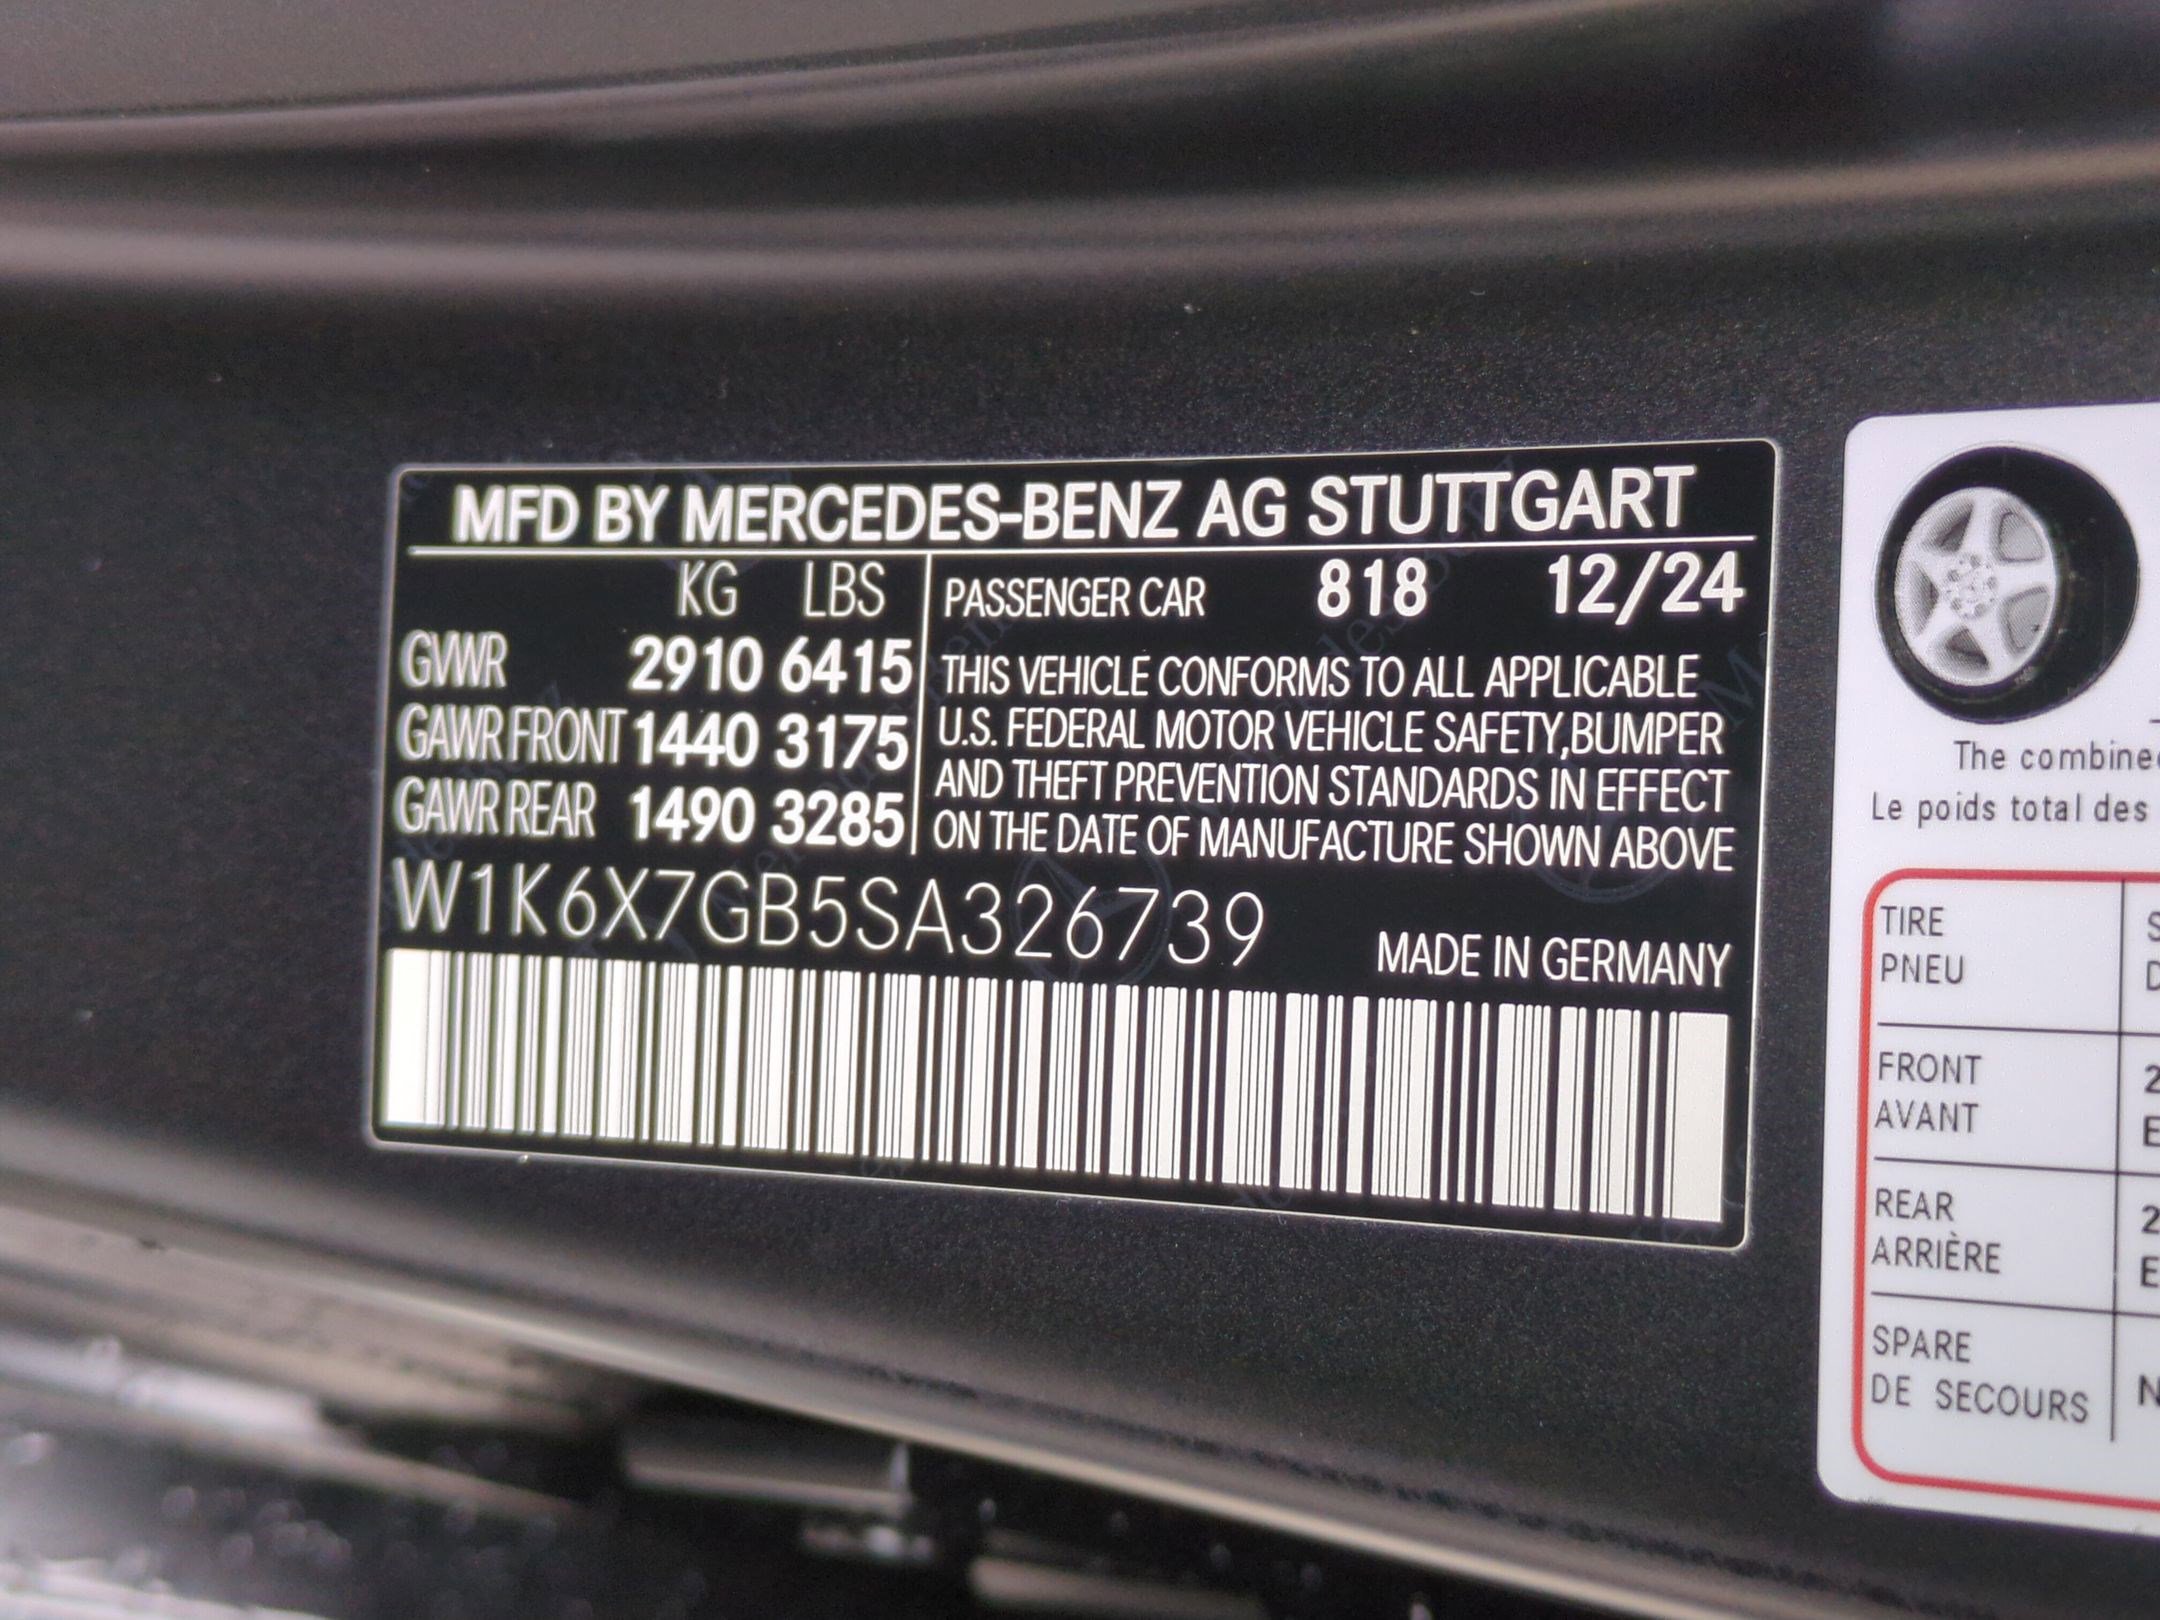 MFD BY MERCEDES-BENZ AG STUTTGART
KG LBS
GVWR 2910 6415
GAWR FRONT 1440 3175
GAWR REAR 1490 3285
PASSENGER CAR 818 12/24
THIS VEHICLE CONFORMS TO ALL APPLICABLE
U.S. FEDERAL MOTOR VEHICLE SAFETY,BUMPER
AND THEFT PREVENTION STANDARDS IN EFFECT
ON THE DATE OF MANUFACTURE SHOWN ABOVE
W1K6X7GB5SA326739
MADE IN GERMANY
The combine
Le poids total des
TIRE
PNEU
FRONT 2
AVANT E
REAR 2
ARRIÈRE E
SPARE
DE SECOURS N